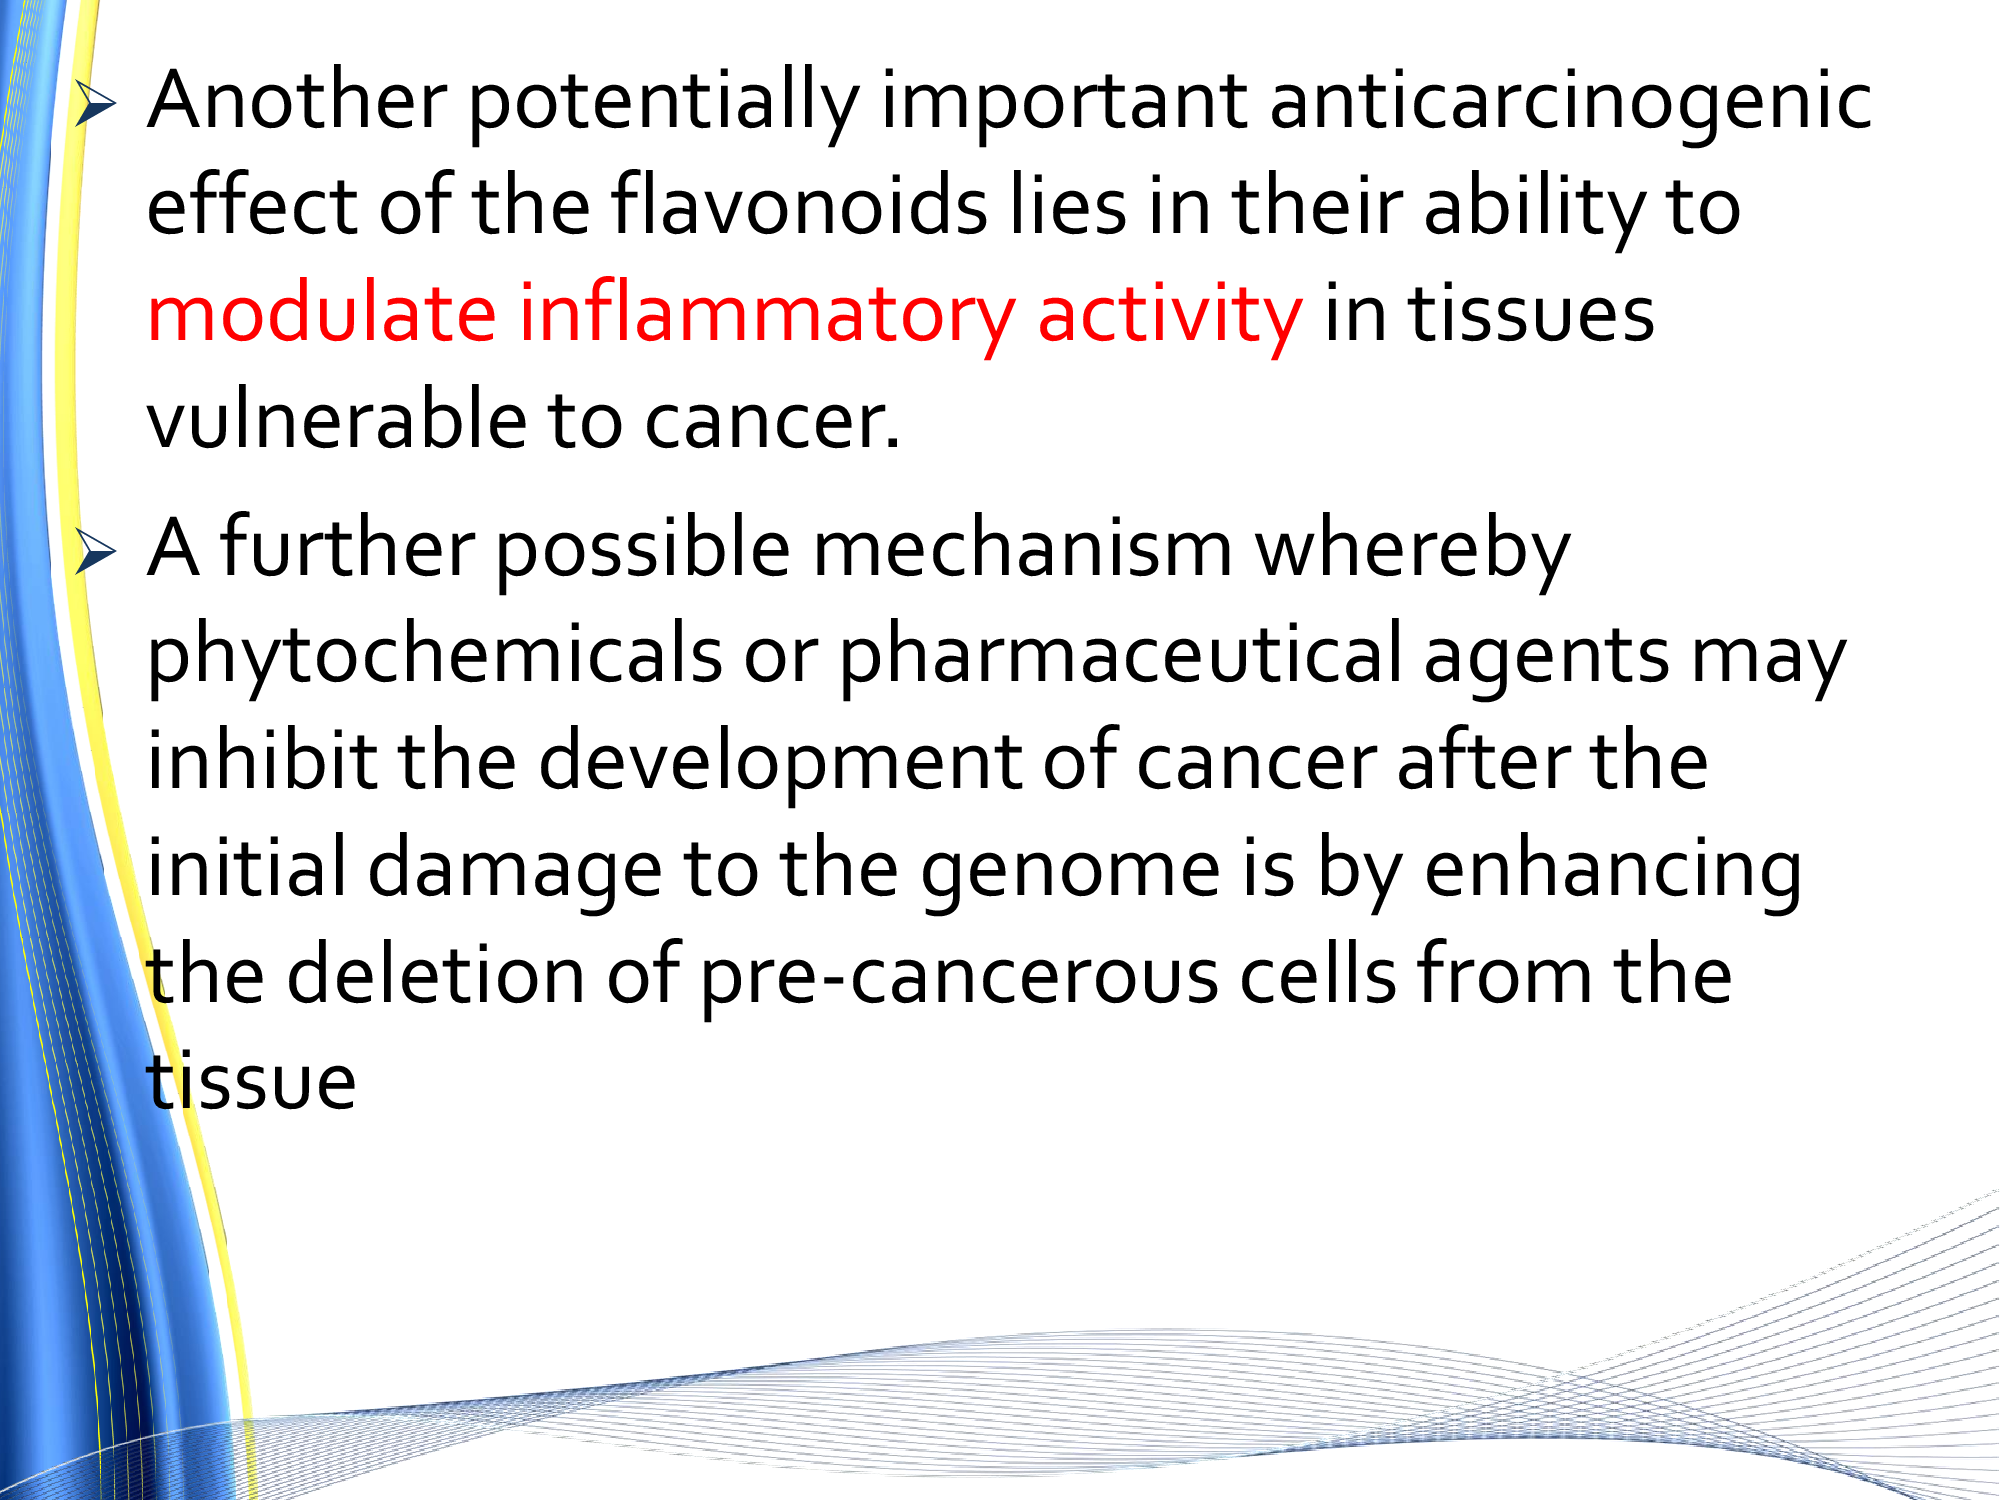 Another potentially important anticarcinogenic
effect of the flavonoids lies in their ability to
modulate inflammatory activity in tissues
vulnerable to cancer.
A further possible mechanism whereby
phytochemicals or pharmaceutical agents may
inhibit the development of cancer after the
initial damage to the genome is by enhancing
the deletion of pre-cancerous cells from the
tissue